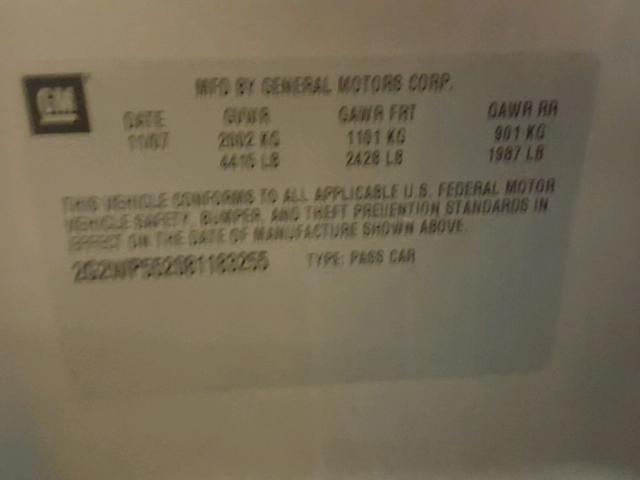 GM
MFD BY GENERAL MOTORS CORP.
DATE GVWR GAWR FRT GAWR RR
11/07 2002 KG 1101 KG 901 KG
4415 LB 2428 LB 1987 LB
THIS VEHICLE CONFORMS TO ALL APPLICABLE U.S. FEDERAL MOTOR
VEHICLE SAFETY, BUMPER, AND THEFT PREVENTION STANDARDS IN
EFFECT ON THE DATE OF MANUFACTURE SHOWN ABOVE.
TYPE: PASS CAR